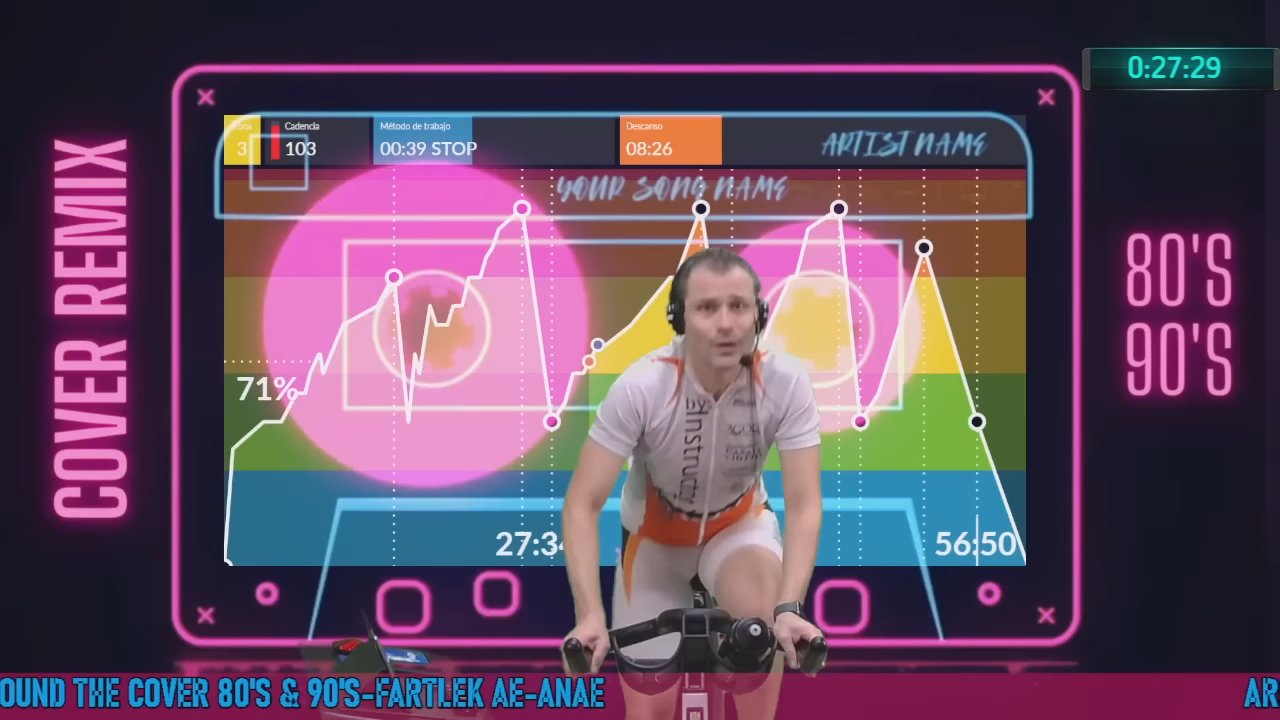 0:27:29
Zona
3
Cadencia
103
Método de trabajo
00:39 STOP
Descanso
08:26
ARTIST NAME
YOUR SONG NAME
COVER REMIX
80'S
90'S
71%
27:34
56:50
byInstructor
OUND THE COVER 80'S & 90'S-FARTLEK AE-ANAE
AR